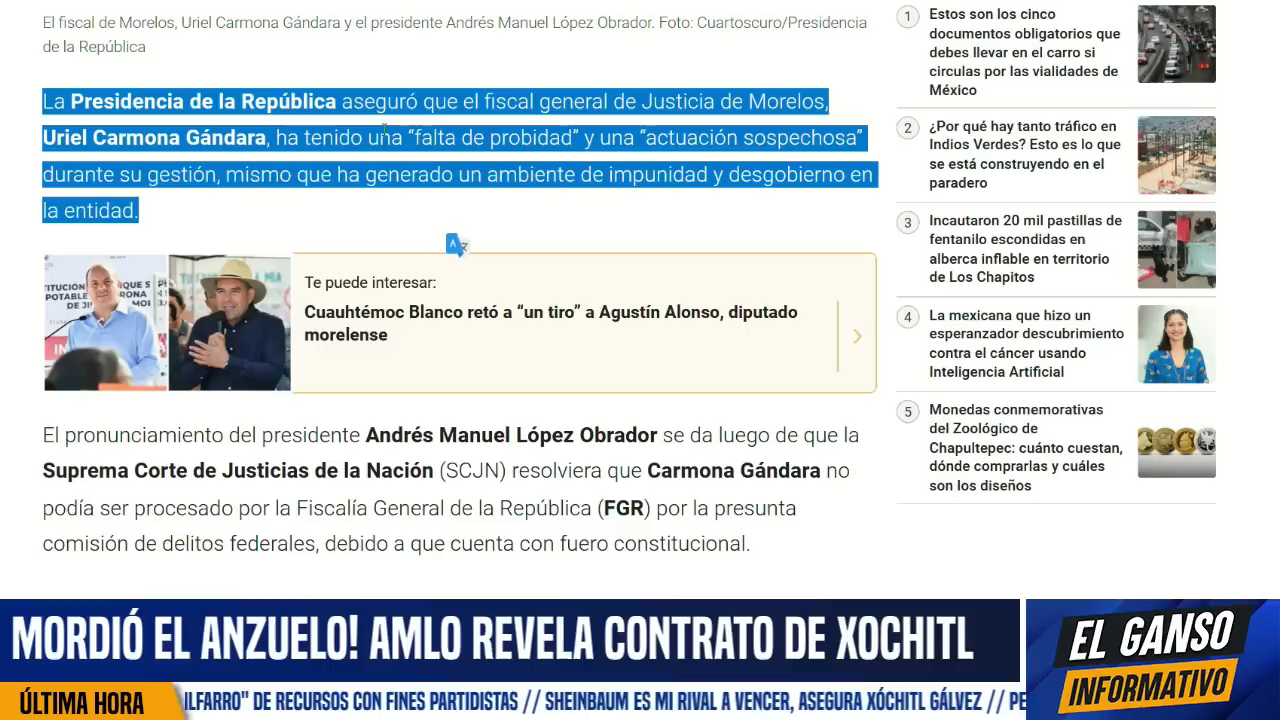 El fiscal de Morelos, Uriel Carmona Gándara y el presidente Andrés Manuel López Obrador. Foto: Cuartoscuro/Presidencia
de la República
La Presidencia de la República aseguró que el fiscal general de Justicia de Morelos,
Uriel Carmona Gándara, ha tenido una “falta de probidad” y una “actuación sospechosa”
durante su gestión, mismo que ha generado un ambiente de impunidad y desgobierno en
la entidad.
Te puede interesar:
Cuauhtémoc Blanco retó a “un tiro” a Agustín Alonso, diputado
morelense
El pronunciamiento del presidente Andrés Manuel López Obrador se da luego de que la
Suprema Corte de Justicias de la Nación (SCJN) resolviera que Carmona Gándara no
podía ser procesado por la Fiscalía General de la República (FGR) por la presunta
comisión de delitos federales, debido a que cuenta con fuero constitucional.
1
Estos son los cinco
documentos obligatorios que
debes llevar en el carro si
circulas por las vialidades de
México
2
¿Por qué hay tanto tráfico en
Indios Verdes? Esto es lo que
se está construyendo en el
paradero
3
Incautaron 20 mil pastillas de
fentanilo escondidas en
alberca inflable en territorio
de Los Chapitos
4
La mexicana que hizo un
esperanzador descubrimiento
contra el cáncer usando
Inteligencia Artificial
5
Monedas conmemorativas
del Zoológico de
Chapultepec: cuánto cuestan,
dónde comprarlas y cuáles
son los diseños
MORDIÓ EL ANZUELO! AMLO REVELA CONTRATO DE XOCHITL
EL GANSO
INFORMATIVO
ÚLTIMA HORA
ILFARRO" DE RECURSOS CON FINES PARTIDISTAS // SHEINBAUM ES MI RIVAL A VENCER, ASEGURA XÓCHITL GÁLVEZ // PE